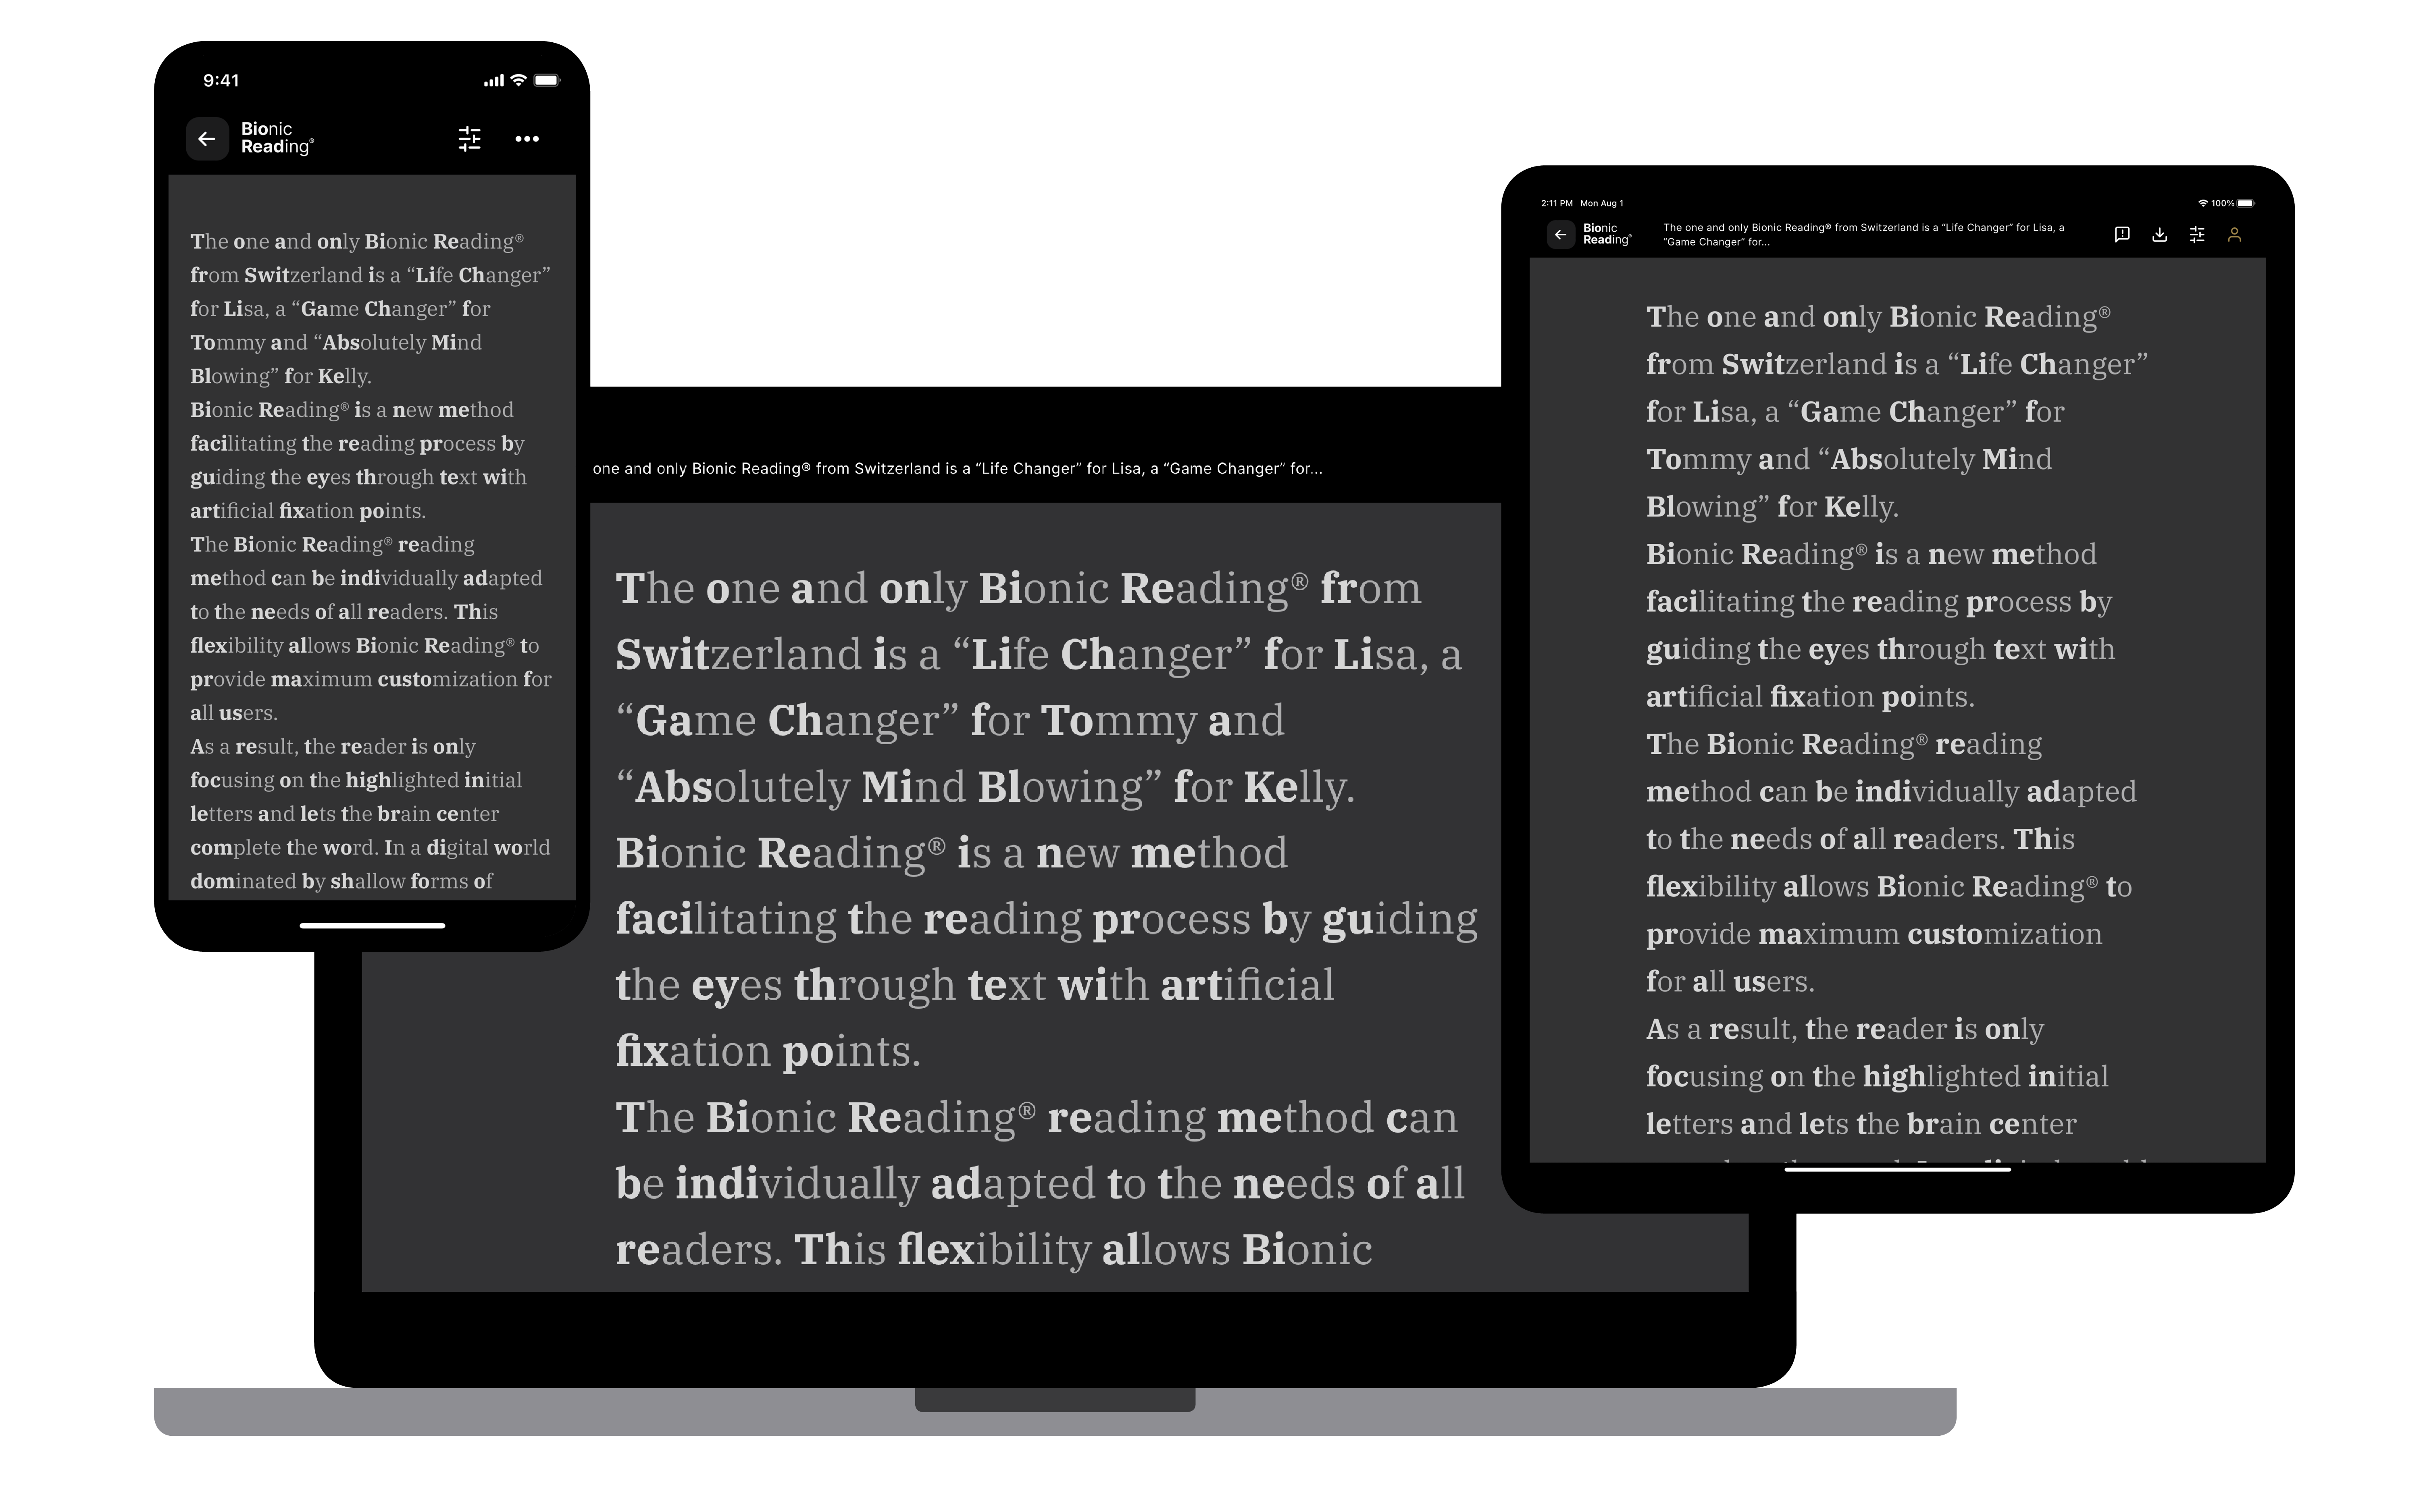 9:41
Bionic
Reading®
The one and only Bionic Reading®
from Switzerland is a “Life Changer”
for Lisa, a “Game Changer” for
Tommy and “Absolutely Mind
Blowing” for Kelly.
Bionic Reading® is a new method
facilitating the reading process by
guiding the eyes through text with
artificial fixation points.
The Bionic Reading® reading
method can be individually adapted
to the needs of all readers. This
flexibility allows Bionic Reading® to
provide maximum customization for
all users.
As a result, the reader is only
focusing on the highlighted initial
letters and lets the brain center
complete the word. In a digital world
dominated by shallow forms of
one and only Bionic Reading® from Switzerland is a “Life Changer” for Lisa, a “Game Changer” for...
The one and only Bionic Reading® from
Switzerland is a “Life Changer” for Lisa, a
“Game Changer” for Tommy and
“Absolutely Mind Blowing” for Kelly.
Bionic Reading® is a new method
facilitating the reading process by guiding
the eyes through text with artificial
fixation points.
The Bionic Reading® reading method can
be individually adapted to the needs of all
readers. This flexibility allows Bionic
2:11 PM Mon Aug 1
100%
Bionic
Reading®
The one and only Bionic Reading® from Switzerland is a “Life Changer” for Lisa, a
“Game Changer” for...
The one and only Bionic Reading®
from Switzerland is a “Life Changer”
for Lisa, a “Game Changer” for
Tommy and “Absolutely Mind
Blowing” for Kelly.
Bionic Reading® is a new method
facilitating the reading process by
guiding the eyes through text with
artificial fixation points.
The Bionic Reading® reading
method can be individually adapted
to the needs of all readers. This
flexibility allows Bionic Reading® to
provide maximum customization
for all users.
As a result, the reader is only
focusing on the highlighted initial
letters and lets the brain center